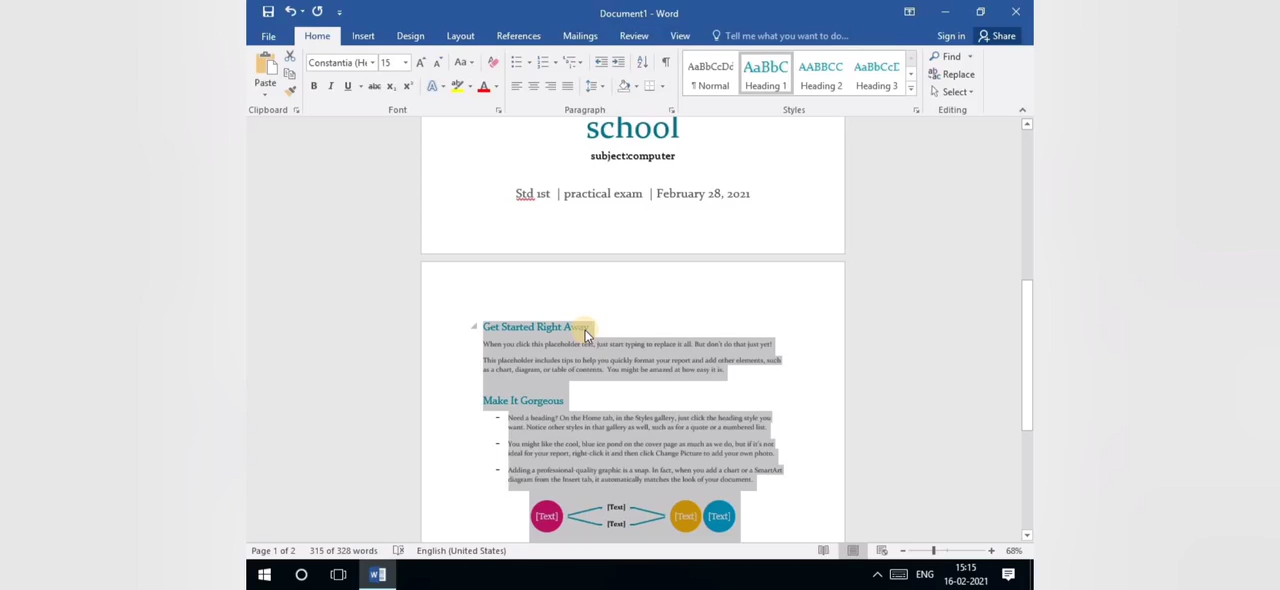 Document1 - Word
File Home Insert Design Layout References Mailings Review View Tell me what you want to do... Sign in Share
Paste
Constantia (He 15 Aa
B I U abc x₂ x² A A
AaBbCcDd AaBbC AABBCC AaBbCcD
¶ Normal Heading 1 Heading 2 Heading 3
Find
Replace
Select
Clipboard Font Paragraph Styles Editing
school
subject:computer
Std 1st | practical exam | February 28, 2021
Get Started Right Away
When you click this placeholder text, just start typing to replace it all. But don't do that just yet!
This placeholder includes tips to help you quickly format your report and add other elements, such
as a chart, diagram, or table of contents. You might be amazed at how easy it is.
Make It Gorgeous
- Need a heading? On the Home tab, in the Styles gallery, just click the heading style you
want. Notice other styles in that gallery as well, such as for a quote or a numbered list.
- You might like the cool, blue ice pond on the cover page as much as we do, but if it's not
ideal for your report, right-click it and then click Change Picture to add your own photo.
- Adding a professional-quality graphic is a snap. In fact, when you add a chart or a SmartArt
diagram from the Insert tab, it automatically matches the look of your document.
[Text] [Text] [Text] [Text]
[Text]
Page 1 of 2 315 of 328 words English (United States) 68%
ENG 15:15
16-02-2021